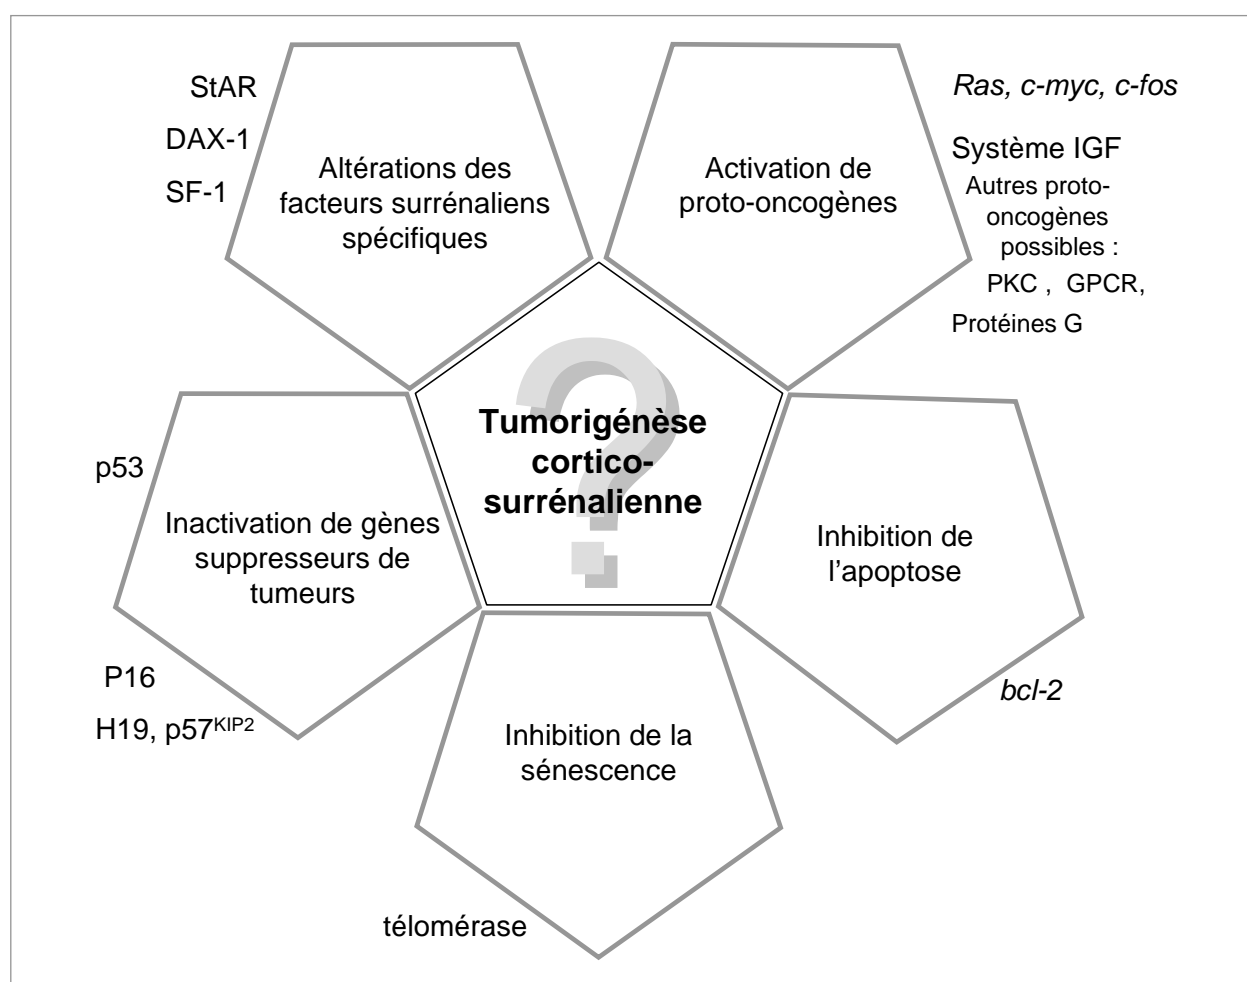 StAR
DAX-1
SF-1
Altérations des
facteurs surrénaliens
spécifiques
Activation de
proto-oncogènes
Ras, c-myc, c-fos
Système IGF
Autres proto-
oncogènes
possibles :
PKC , GPCR,
Protéines G
?
Tumorigénèse
cortico-
surrénalienne
p53
Inactivation de gènes
suppresseurs de
tumeurs
P16
H19, p57KIP2
Inhibition de
l’apoptose
bcl-2
Inhibition de la
sénescence
télomérase